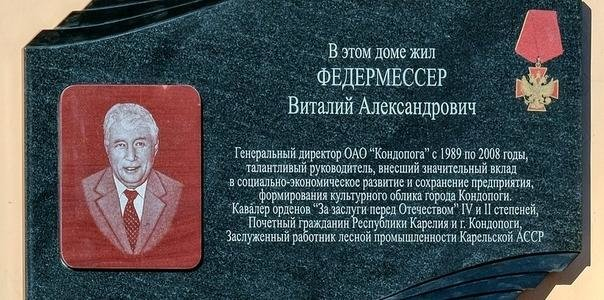 В этом доме жил
ФЕДЕРМЕССЕР
Виталий Александрович
Генеральный директор ОАО "Кондопога" с 1989 по 2008 годы,
талантливый руководитель, внесший значительный вклад
в социально-экономическое развитие и сохранение предприятия,
формирования культурного облика города Кондопоги.
Кавалер орденов "За заслуги перед Отечеством" IV и II степеней,
Почетный гражданин Республики Карелия и г. Кондопоги,
Заслуженный работник лесной промышленности Карельской АССР